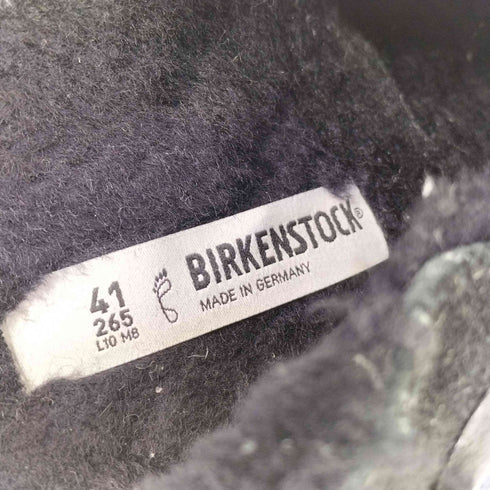 41
265
L10 M8
BIRKENSTOCK®
MADE IN GERMANY